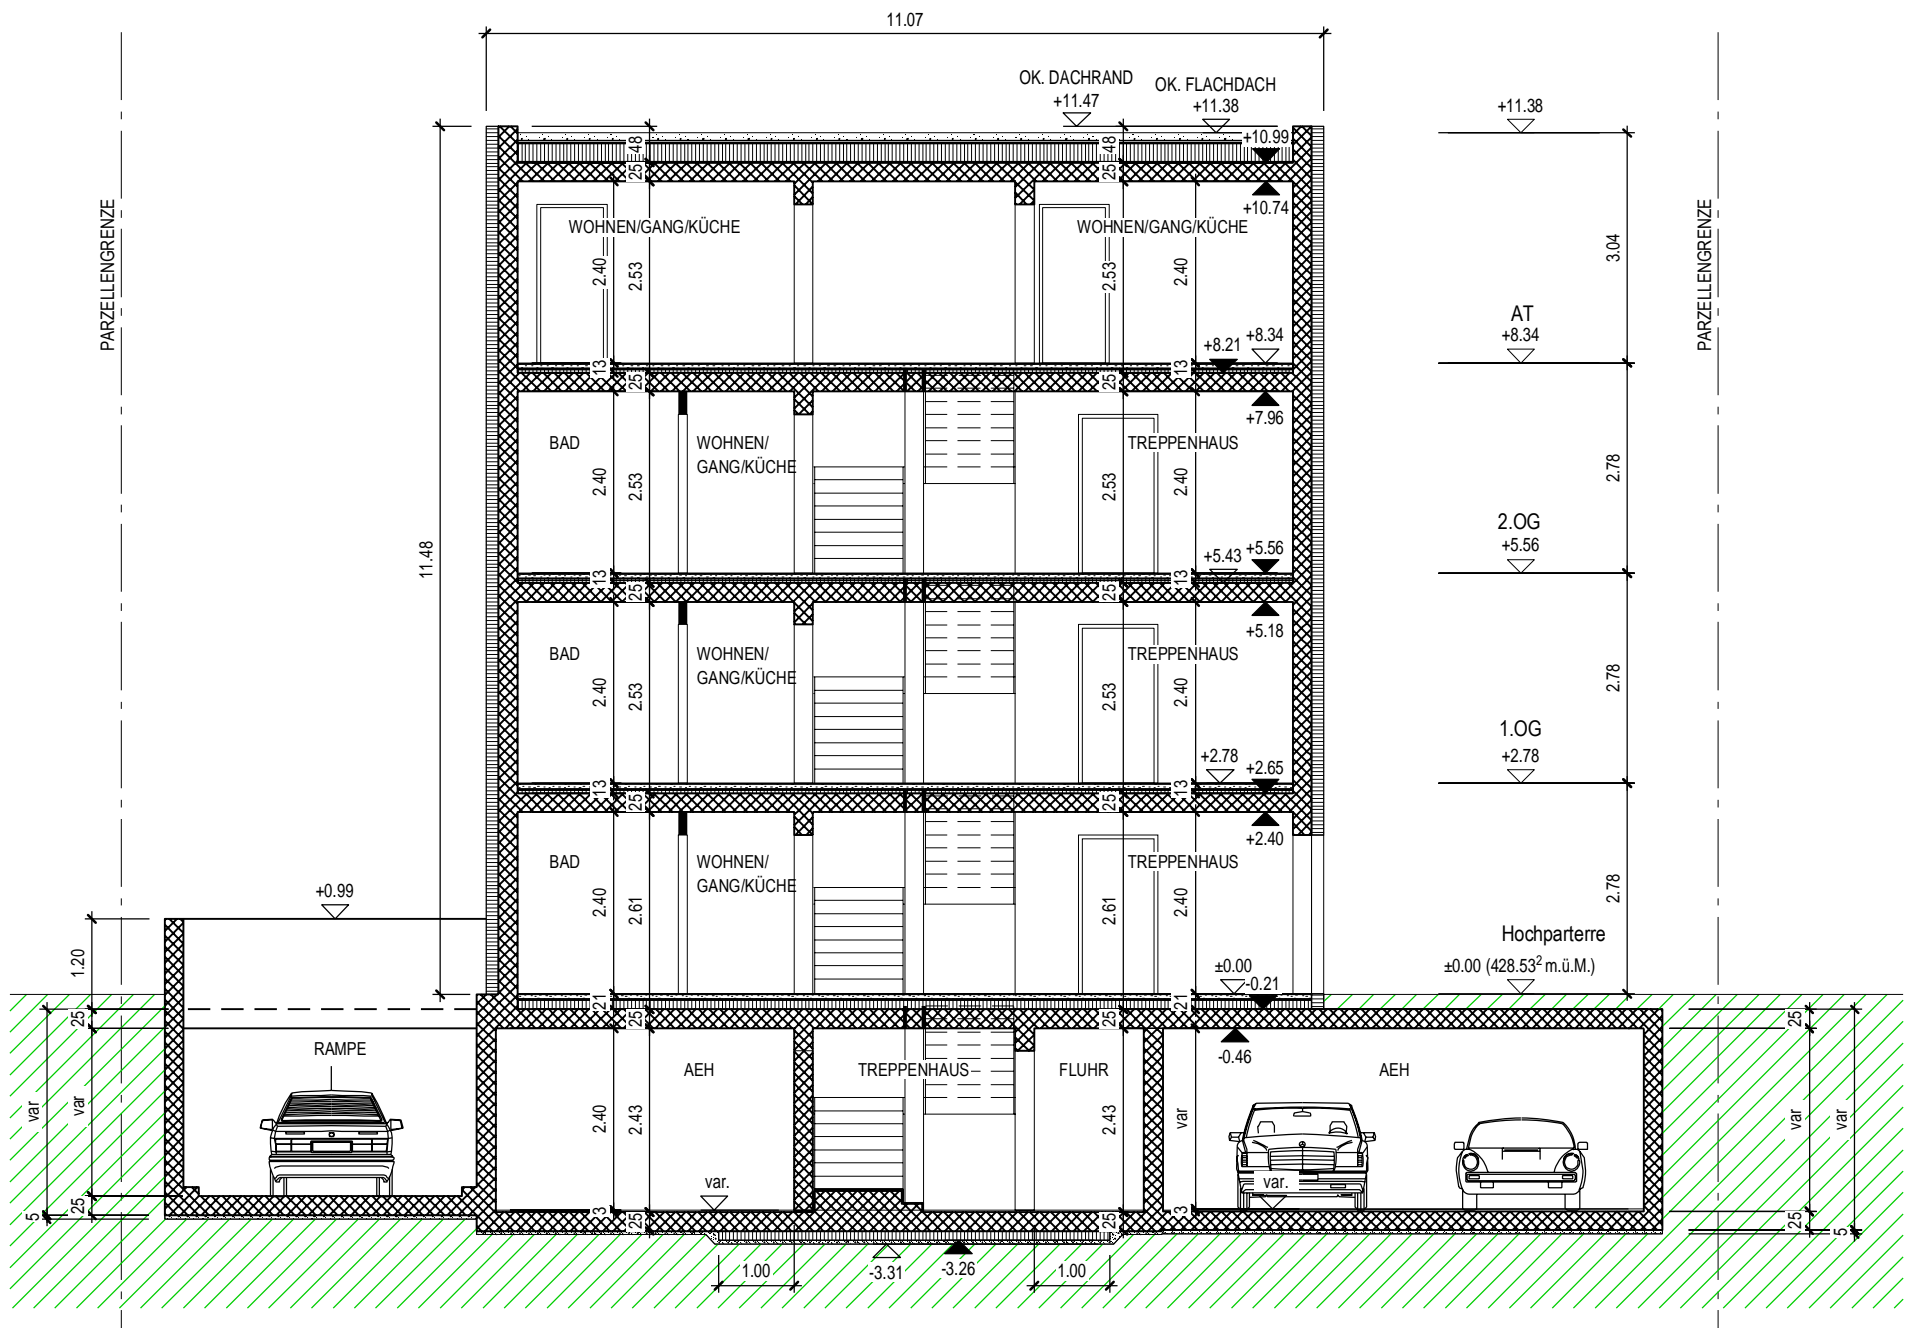 11.07
OK. DACHRAND
+11.47
OK. FLACHDACH
+11.38
+11.38
+10.99
48
48
25
25
+10.74
WOHNEN/GANG/KÜCHE
WOHNEN/GANG/KÜCHE
PARZELLENGRENZE
PARZELLENGRENZE
2.40
2.53
2.53
2.40
3.04
AT
+8.34
+8.21
+8.34
13
25
25
13
+7.96
BAD
WOHNEN/
GANG/KÜCHE
TREPPENHAUS
2.40
2.53
2.53
2.40
2.78
11.48
2.OG
+5.56
+5.43
+5.56
13
25
25
13
+5.18
BAD
WOHNEN/
GANG/KÜCHE
TREPPENHAUS
2.40
2.53
2.53
2.40
2.78
1.OG
+2.78
+2.78
+2.65
13
25
25
13
+2.40
BAD
WOHNEN/
GANG/KÜCHE
TREPPENHAUS
2.40
2.61
2.61
2.40
2.78
+0.99
1.20
Hochparterre
±0.00 (428.53² m.ü.M.)
±0.00
-0.21
21
21
25
25
25
25
RAMPE
AEH
TREPPENHAUS
FLUHR
-0.46
AEH
var
var
2.40
2.43
2.43
var
var
var
var.
var.
5
25
3
25
25
3
25
5
1.00
-3.31
-3.26
1.00